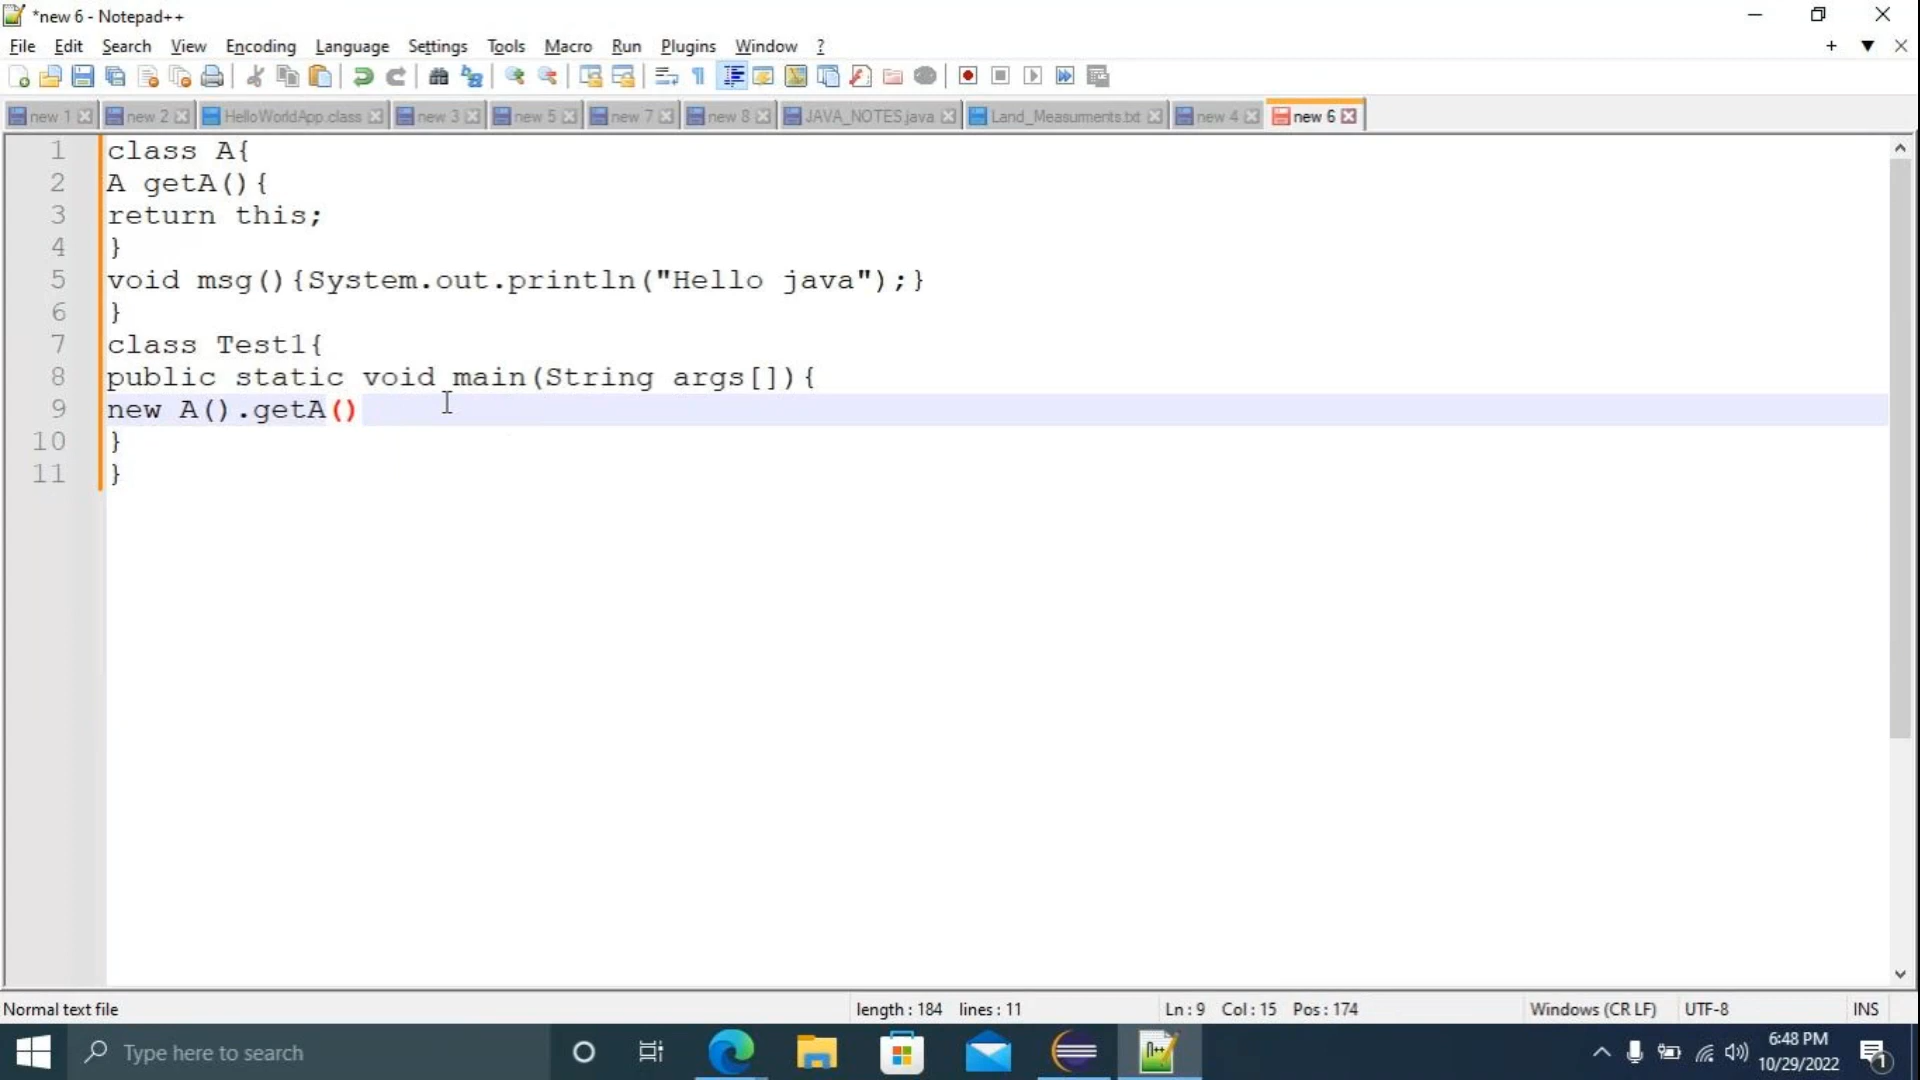 *new 6 - Notepad++
File Edit Search View Encoding Language Settings Tools Macro Run Plugins Window ?
new 1 new 2 HelloWorldApp.class new 3 new 5 new 7 new 8 JAVA_NOTES.java Land_Measurments.txt new 4 new 6
1 class A{
2 A getA(){
3 return this;
4 }
5 void msg(){System.out.println("Hello java");}
6 }
7 class Test1{
8 public static void main(String args[]){
9 new A().getA()
10 }
11 }
Normal text file length : 184 lines : 11 Ln : 9 Col : 15 Pos : 174 Windows (CR LF) UTF-8 INS
Type here to search
6:48 PM
10/29/2022
1